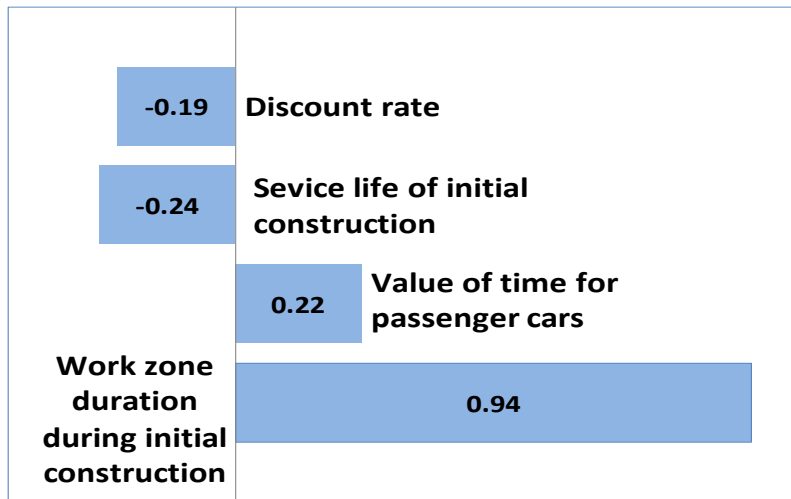 -0.19 Discount rate
-0.24 Sevice life of initial
construction
0.22 Value of time for
passenger cars
Work zone
duration
during initial
construction
0.94